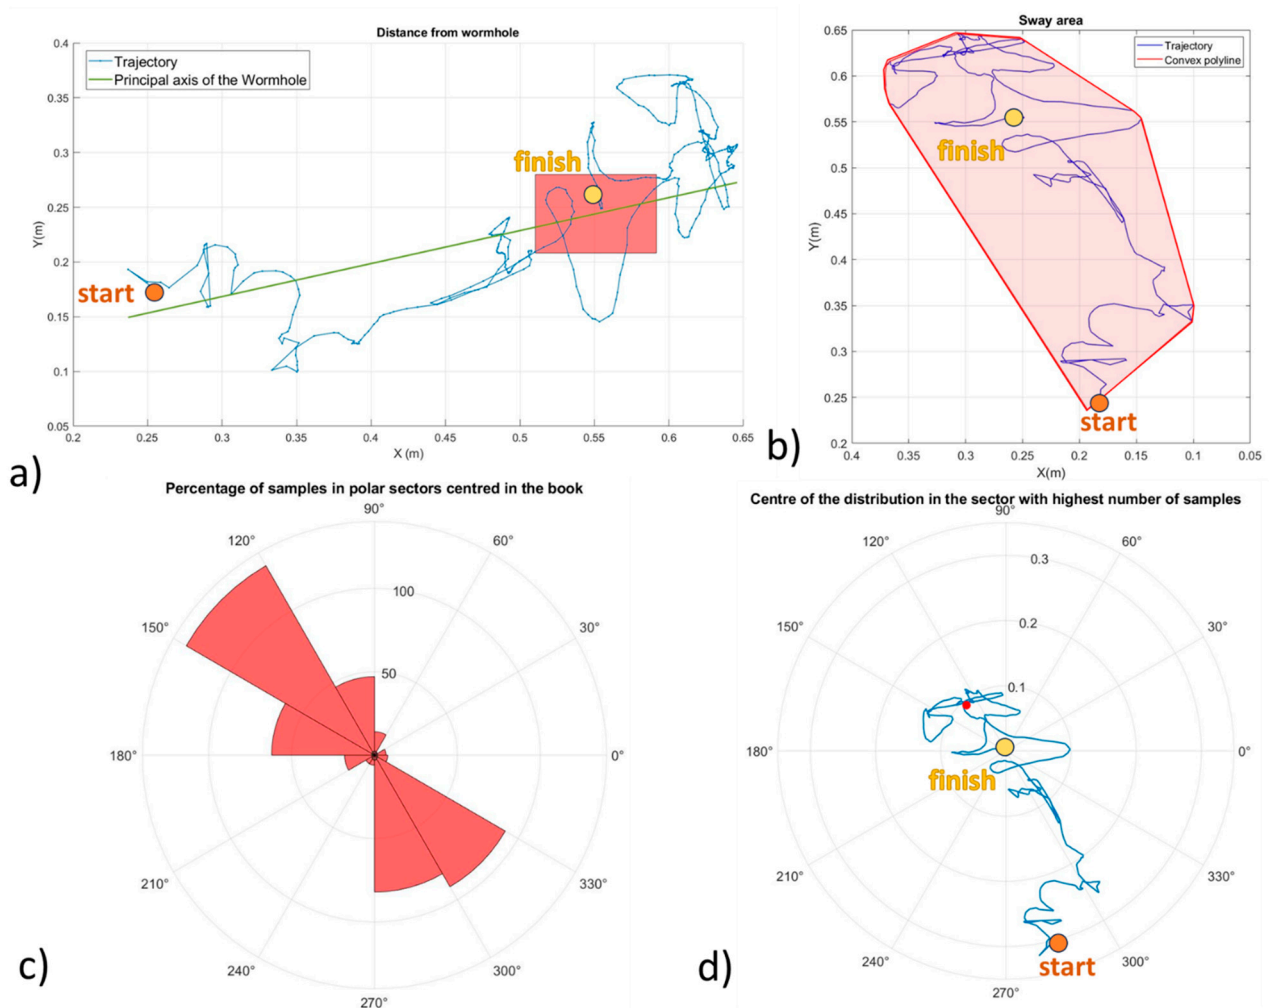 Distance from wormhole
0.4
0.35
0.3
0.25
0.2
0.15
0.1
0.05
Y(m)
Trajectory
Principal axis of the Wormhole
finish
start
0.2
0.25
0.3
0.35
0.4
0.45
0.5
0.55
0.6
0.65
X (m)
a)
Sway area
0.65
0.6
0.55
0.5
0.45
0.4
0.35
0.3
0.25
0.2
Y(m)
Trajectory
Convex polyline
finish
start
0.4
0.35
0.3
0.25
0.2
0.15
0.1
0.05
X(m)
b)
Percentage of samples in polar sectors centred in the book
90°
120°
60°
100
150°
30°
50
180°
0°
210°
330°
240°
300°
270°
c)
Centre of the distribution in the sector with highest number of samples
90°
120°
60°
0.3
150°
30°
0.2
0.1
180°
0°
finish
210°
330°
240°
300°
start
270°
d)